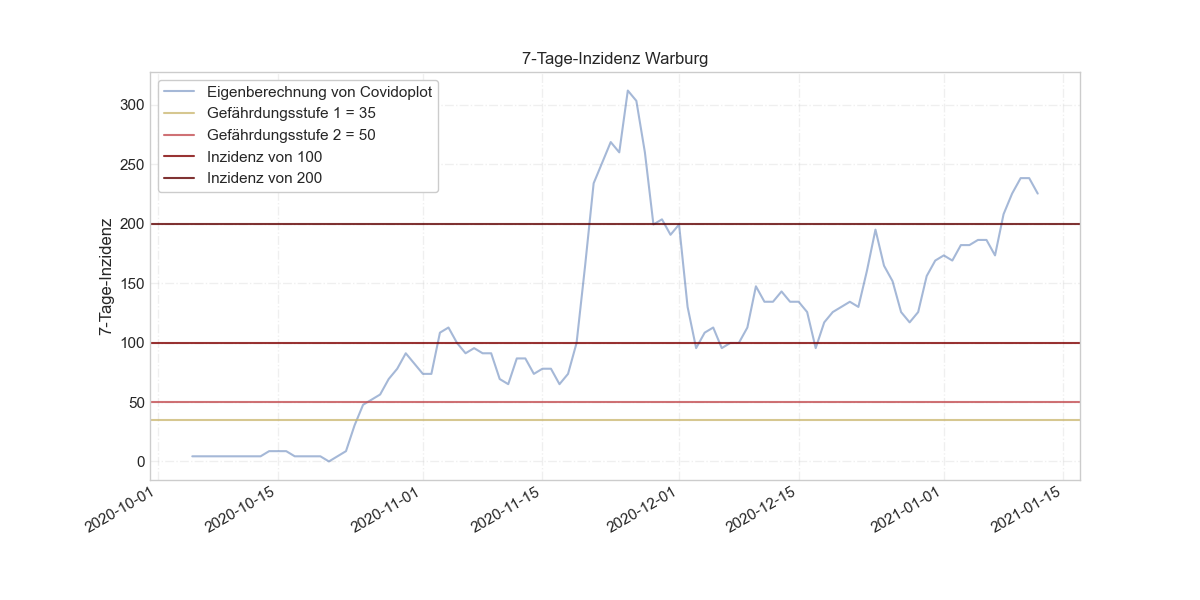 7-Tage-Inzidenz Warburg
Eigenberechnung von Covidoplot
Gefährdungsstufe 1 = 35
Gefährdungsstufe 2 = 50
Inzidenz von 100
Inzidenz von 200
7-Tage-Inzidenz
300
250
200
150
100
50
0
2020-10-01
2020-10-15
2020-11-01
2020-11-15
2020-12-01
2020-12-15
2021-01-01
2021-01-15